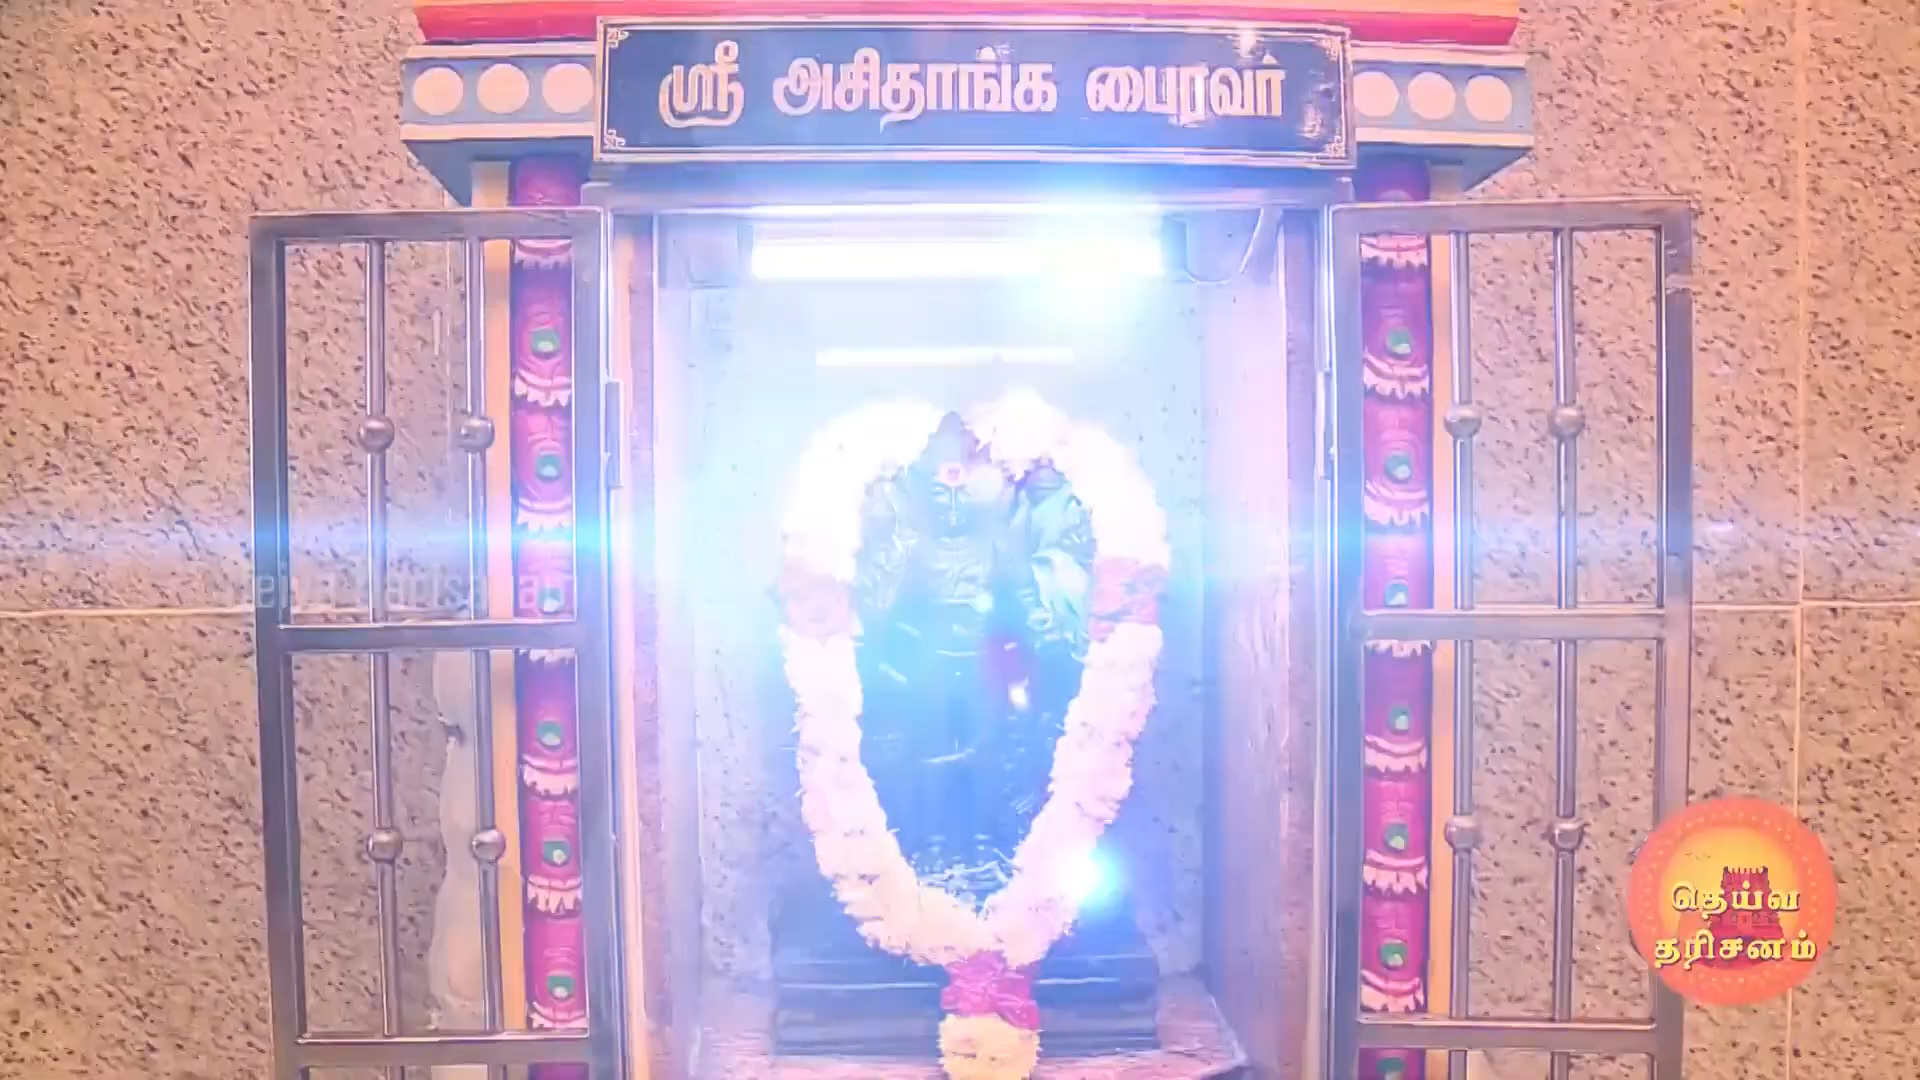 ஸ்ரீ அசிதாங்க பைரவர்
தெய்வ
தரிசனம்